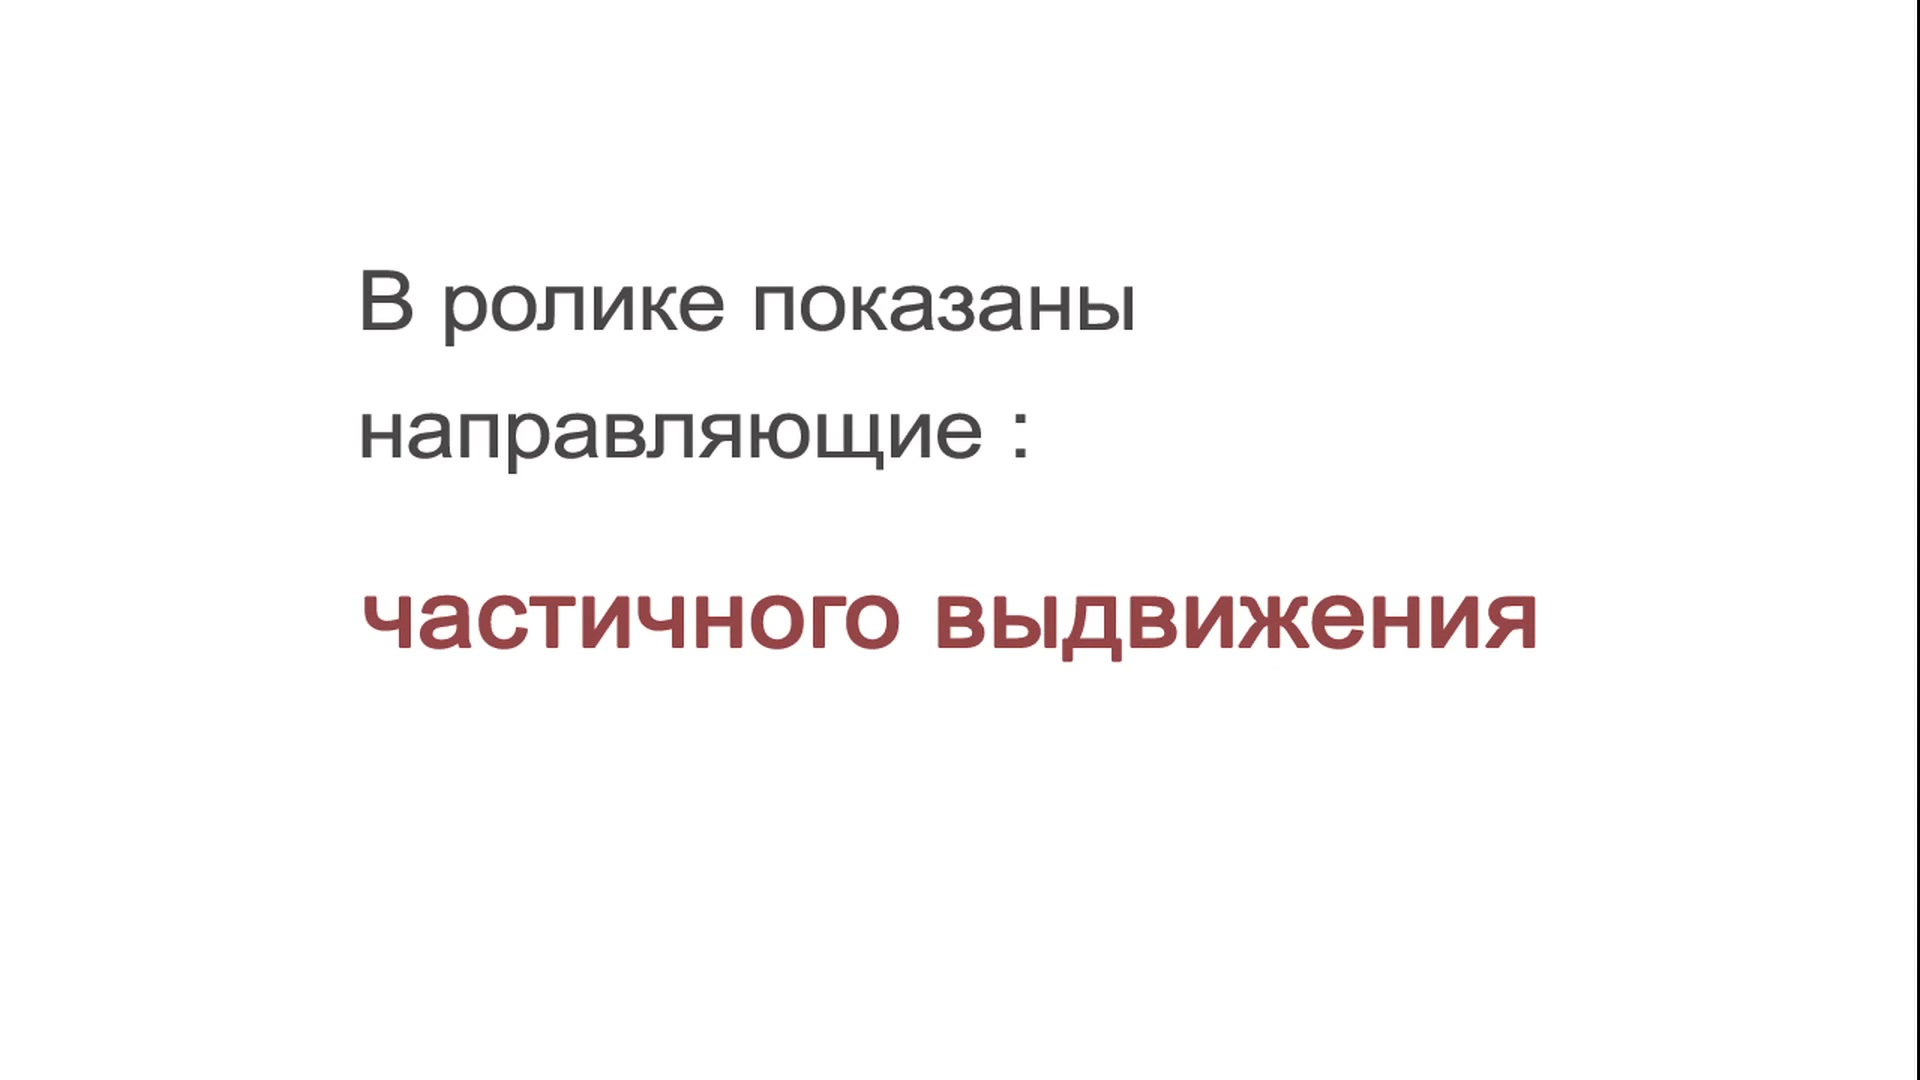 В ролике показаны
направляющие :
частичного выдвижения